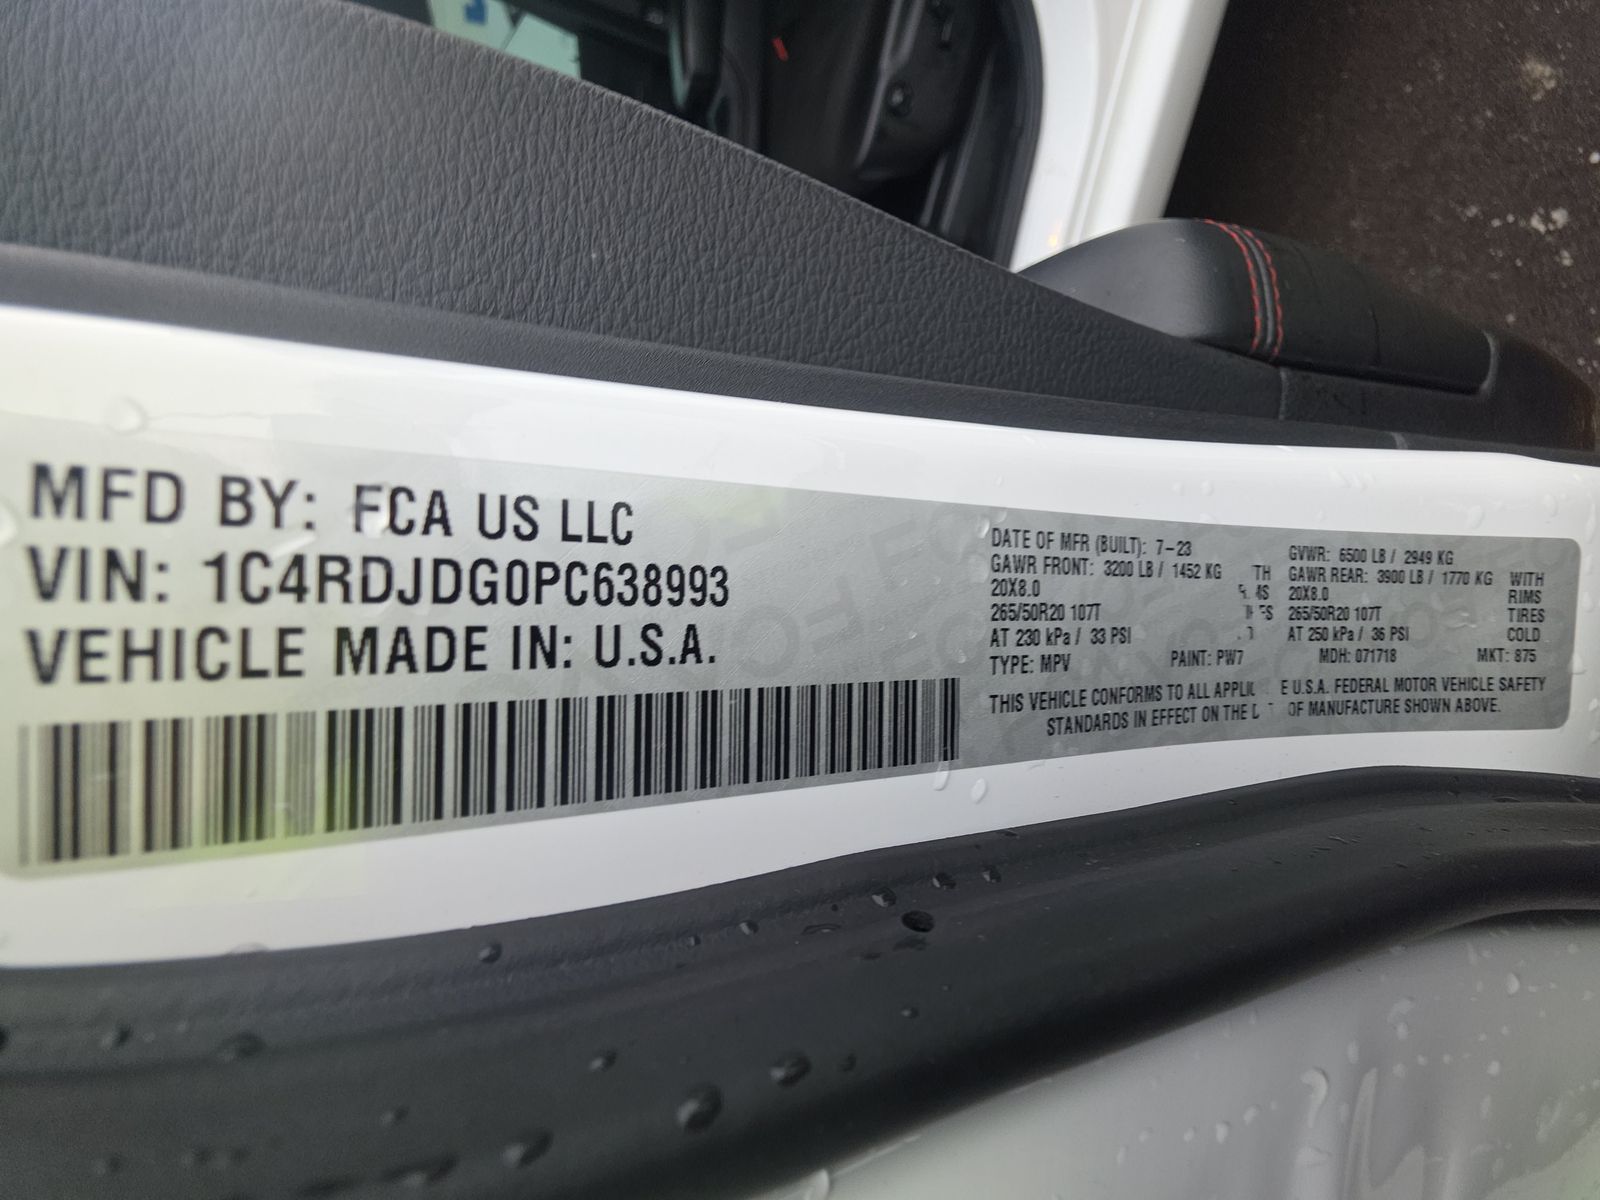 MFD BY: FCA US LLC
VIN: 1C4RDJDG0PC638993
VEHICLE MADE IN: U.S.A.
DATE OF MFR (BUILT): 7-23 GVWR: 6500 LB / 2949 KG
GAWR FRONT: 3200 LB / 1452 KG TH GAWR REAR: 3900 LB / 1770 KG WITH
20X8.0 20X8.0 RIMS
265/50R20 107T 265/50R20 107T TIRES
AT 230 kPa / 33 PSI AT 250 kPa / 36 PSI COLD
TYPE: MPV PAINT: PW7 MDH: 071718 MKT: 875
THIS VEHICLE CONFORMS TO ALL APPLIC E U.S.A. FEDERAL MOTOR VEHICLE SAFETY
STANDARDS IN EFFECT ON THE OF MANUFACTURE SHOWN ABOVE.